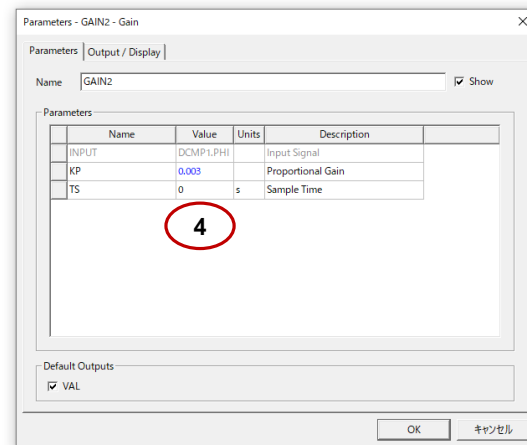 Parameters - GAIN2 - Gain
Parameters Output / Display
Name GAIN2 Show
Parameters
Name Value Units Description
INPUT DCMP1.PHI Input Signal
KP 0.003 Proportional Gain
TS 0 s Sample Time
4
Default Outputs
VAL
OK キャンセル